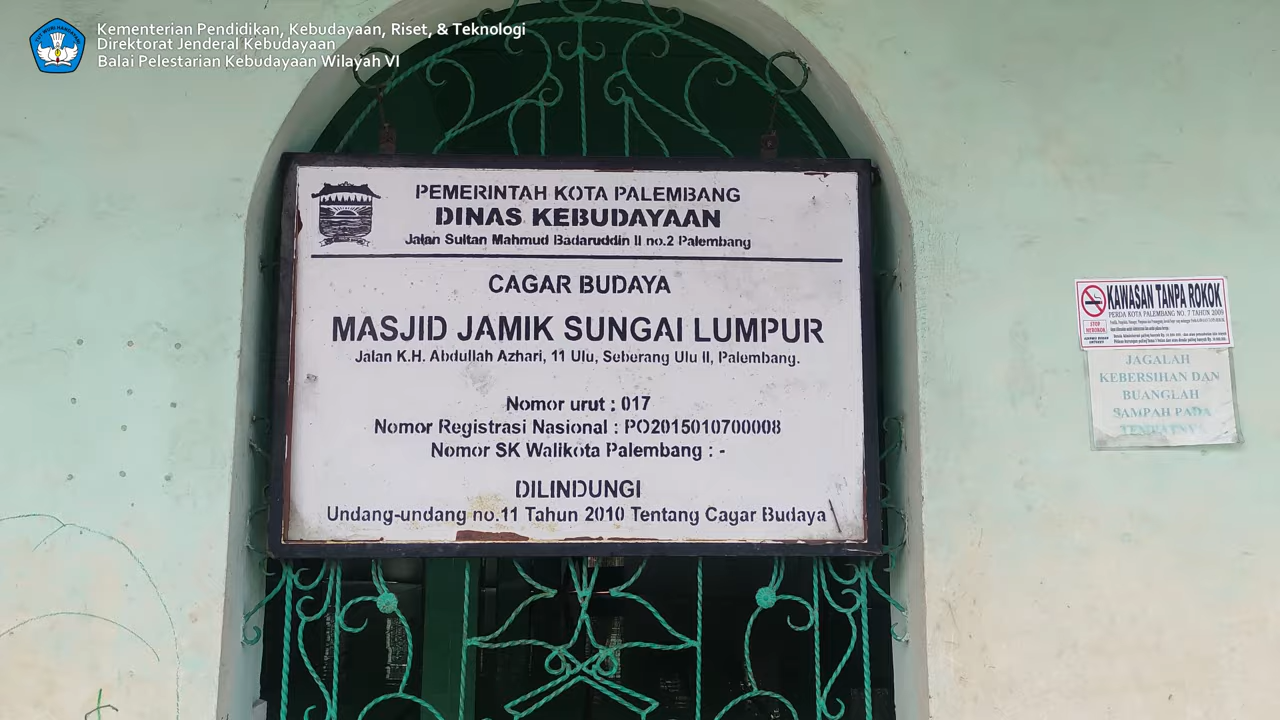 Kementerian Pendidikan, Kebudayaan, Riset, & Teknologi
Direktorat Jenderal Kebudayaan
Balai Pelestarian Kebudayaan Wilayah VI
PEMERINTAH KOTA PALEMBANG
DINAS KEBUDAYAAN
Jalan Sultan Mahmud Badaruddin II no.2 Palembang
CAGAR BUDAYA
MASJID JAMIK SUNGAI LUMPUR
Jalan K.H. Abdullah Azhari, 11 Ulu, Seberang Ulu II, Palembang.
Nomor urut : 017
Nomor Registrasi Nasional : PO2015010700008
Nomor SK Walikota Palembang : -
DILINDUNGI
Undang-undang no.11 Tahun 2010 Tentang Cagar Budaya
KAWASAN TANPA ROKOK
PERDA KOTA PALEMBANG NO. 7 TAHUN 2009
STOP
MEROKOK
JAGALAH
KEBERSIHAN DAN
BUANGLAH
SAMPAH PADA
TEMPATNYA